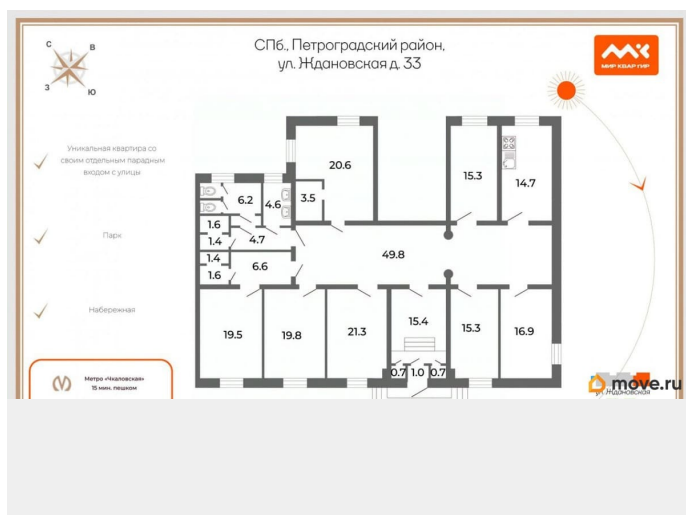 СПб., Петроградский район,
ул. Ждановская д. 33
МИР КВАРТИР
С
В
З
Ю
Уникальная квартира со
своим отдельным парадным
входом с улицы
Парк
Набережная
Метро «Чкаловская»
15 мин. пешком
20.6
15.3
14.7
6.2
4.6
3.5
1.6
1.4
4.7
1.4
1.6
6.6
49.8
19.5
19.8
21.3
15.4
15.3
16.9
0.7
1.0
0.7
move.ru
ул. Ждановская